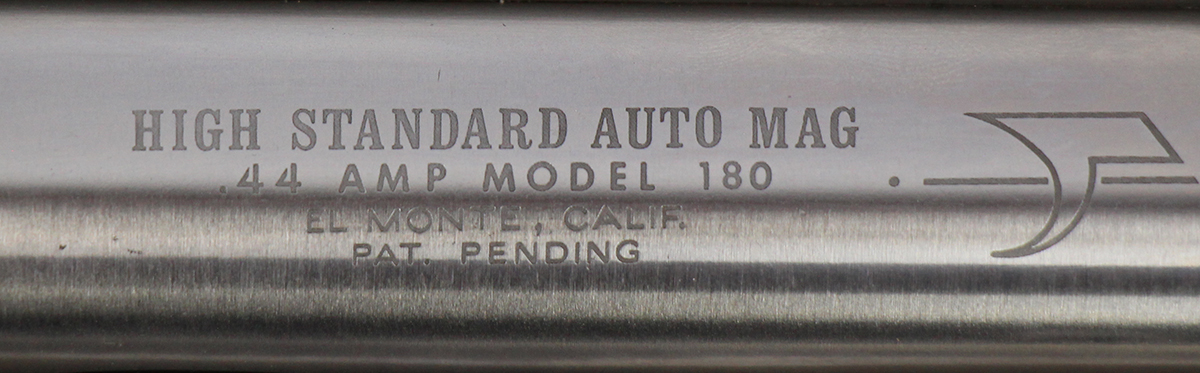 HIGH STANDARD AUTO MAG
.44 AMP MODEL 180
EL MONTE, CALIF.
PAT. PENDING